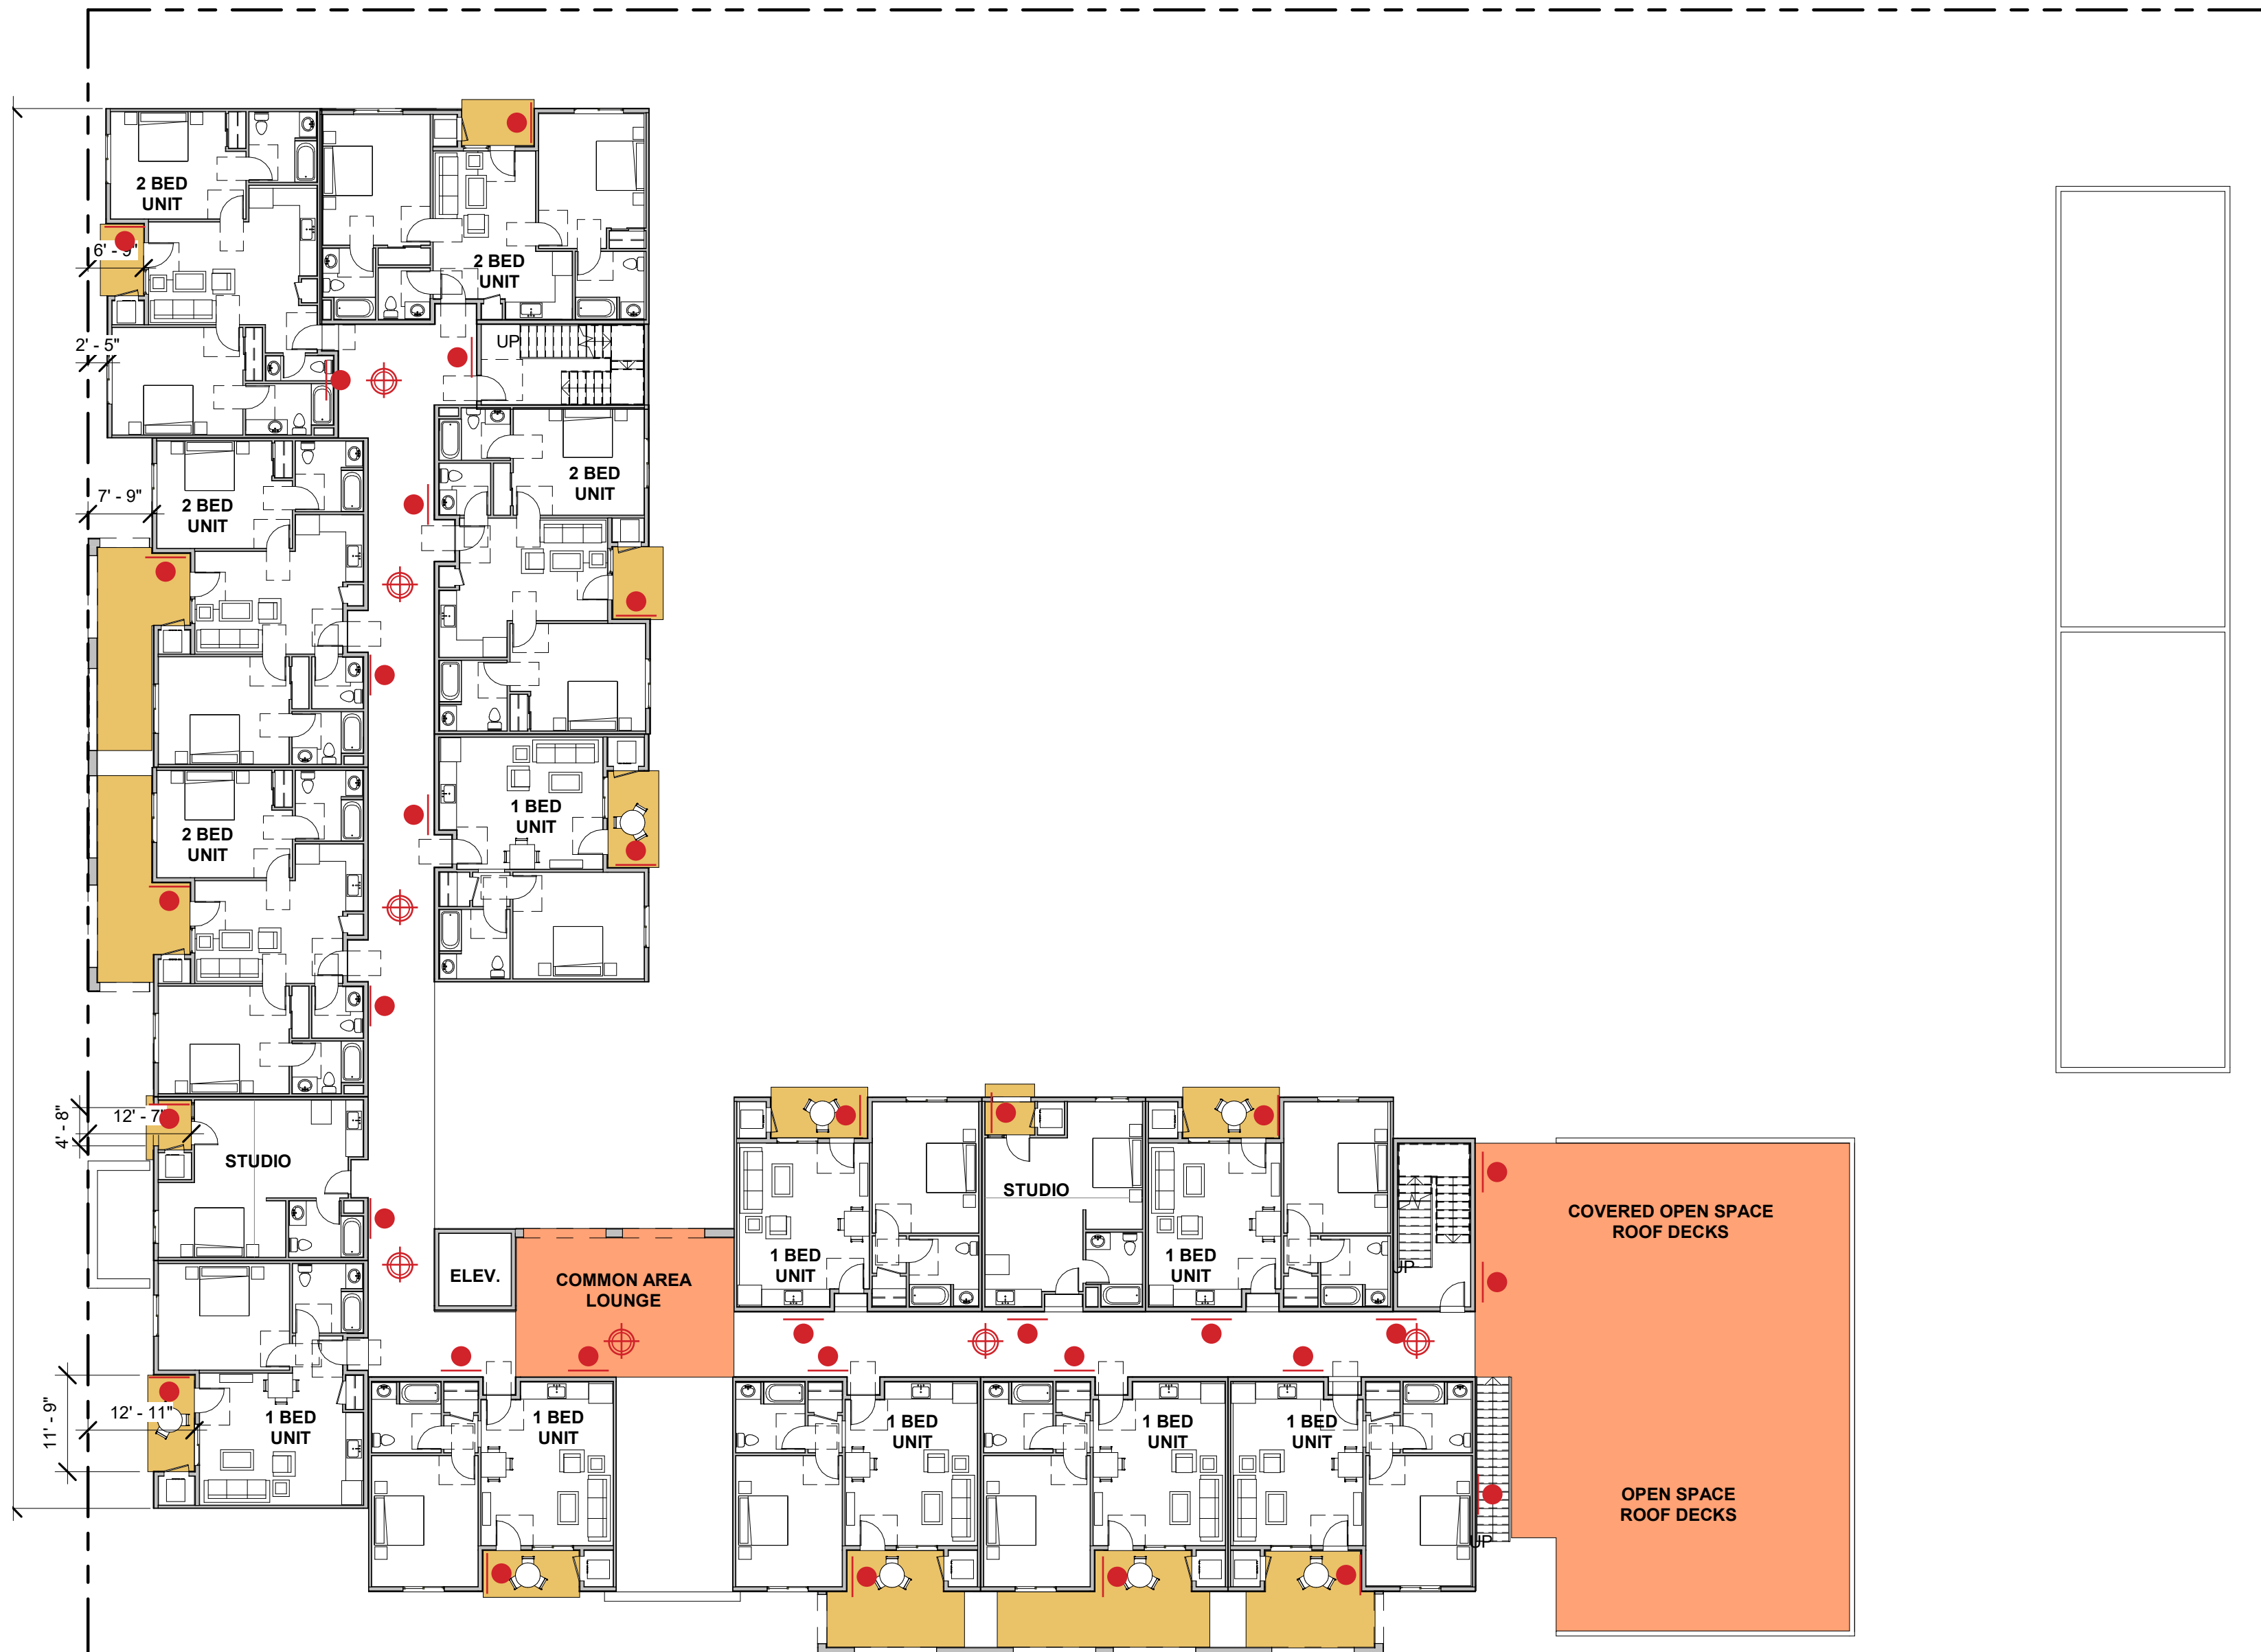 2 BED
UNIT
6' - 9"
2 BED
UNIT
2' - 5"
UP
2 BED
UNIT
7' - 9"
2 BED
UNIT
1 BED
UNIT
2 BED
UNIT
4' - 8"
12' - 7"
STUDIO
STUDIO
COVERED OPEN SPACE
ROOF DECKS
ELEV.
COMMON AREA
LOUNGE
1 BED
UNIT
1 BED
UNIT
UP
11' - 9"
12' - 11"
1 BED
UNIT
1 BED
UNIT
1 BED
UNIT
1 BED
UNIT
1 BED
UNIT
OPEN SPACE
ROOF DECKS
UP